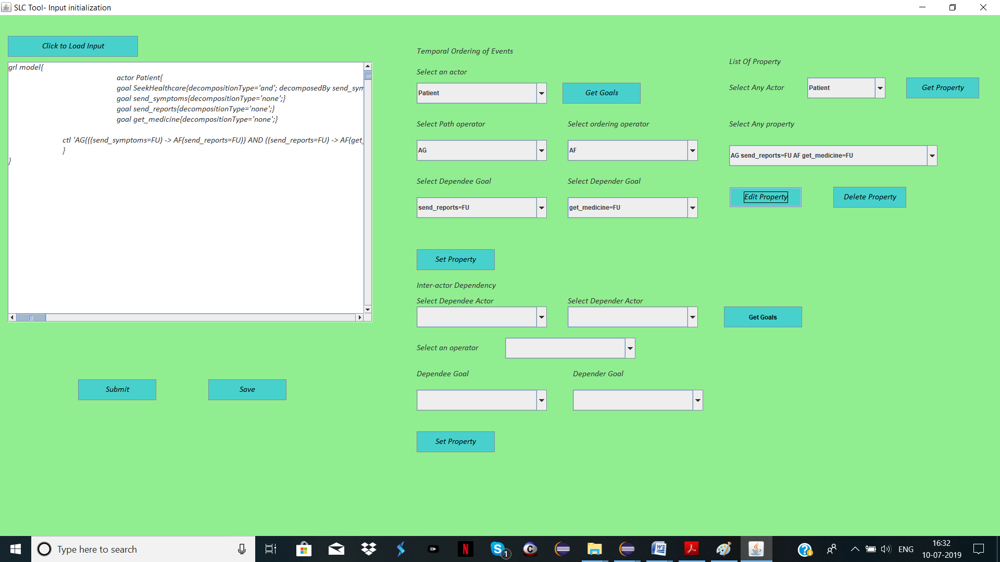 SLC Tool- Input initialization
Click to Load Input
grl model{
actor Patient{
goal SeekHealthcare{decompositionType='and'; decomposedBy send_sym
goal send_symptoms{decompositionType='none';}
goal send_reports{decompositionType='none';}
goal get_medicine{decompositionType='none';}
ctl 'AG(((send_symptoms=FU) -> AF(send_reports=FU)) AND ((send_reports=FU) -> AF(get_
}
}
Submit
Save
Temporal Ordering of Events
Select an actor
Patient
Get Goals
Select Path operator
Select ordering operator
AG
AF
Select Dependee Goal
Select Depender Goal
send_reports=FU
get_medicine=FU
Set Property
Inter-actor Dependency
Select Dependee Actor
Select Depender Actor
Get Goals
Select an operator
Dependee Goal
Depender Goal
Set Property
List Of Property
Select Any Actor
Patient
Get Property
Select Any property
AG send_reports=FU AF get_medicine=FU
Edit Property
Delete Property
Type here to search
N
S
1
C
W
?
ENG
16:32
10-07-2019